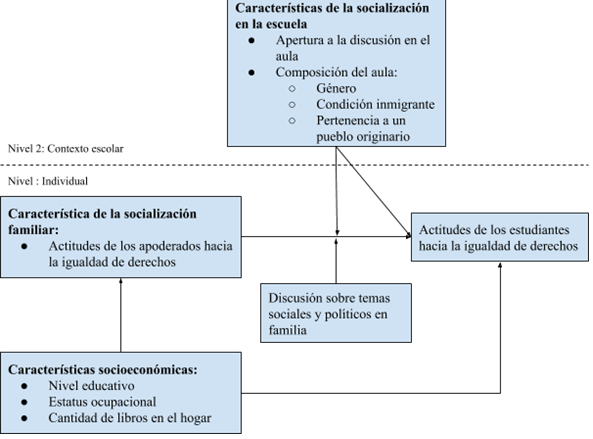 Características de la socialización
en la escuela
● Apertura a la discusión en el
aula
● Composición del aula:
○ Género
○ Condición inmigrante
○ Pertenencia a un
pueblo originario
Nivel 2: Contexto escolar
Nivel : Individual
Característica de la socialización
familiar:
● Actitudes de los apoderados hacia
la igualdad de derechos
Actitudes de los estudiantes
hacia la igualdad de derechos
Discusión sobre temas
sociales y políticos en
familia
Características socioeconómicas:
● Nivel educativo
● Estatus ocupacional
● Cantidad de libros en el hogar